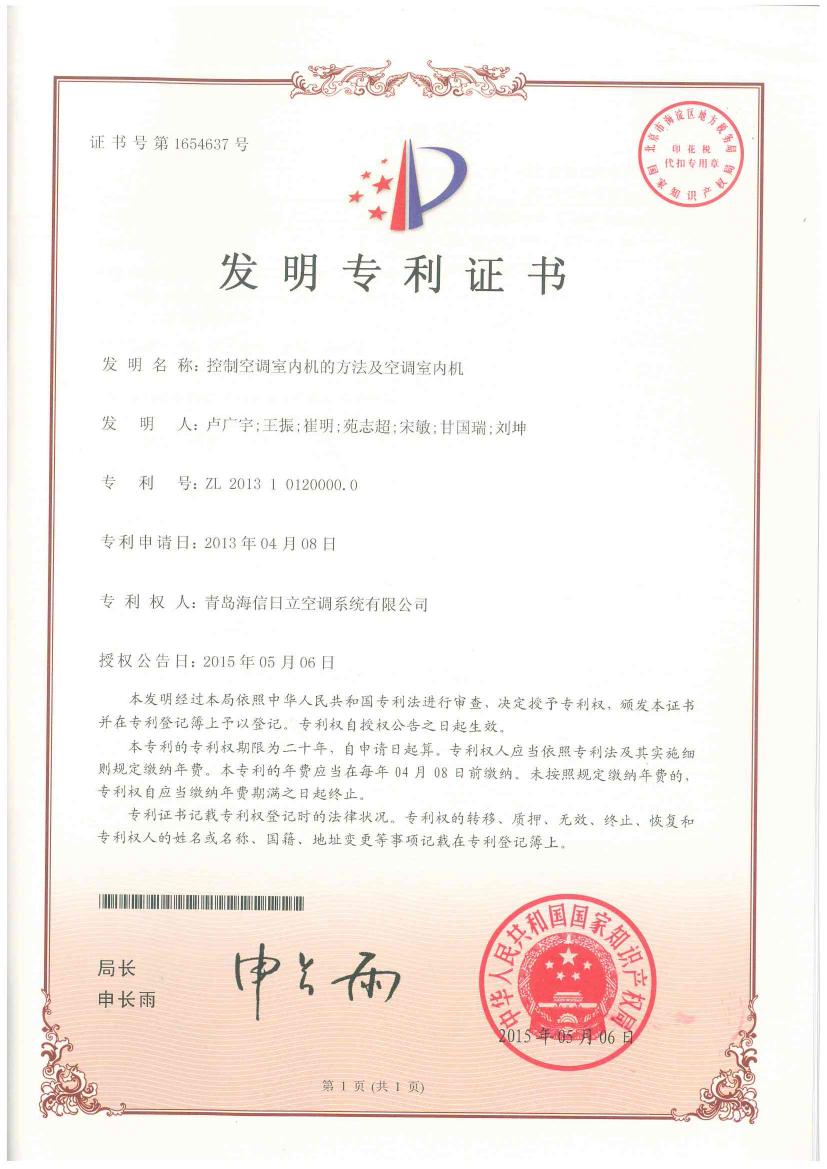 证书号第1654637号
北京市海淀区地方税务局
印花税
代扣专用章
国家知识产权局
发明专利证书
发明名称：控制空调室内机的方法及空调室内机
发明人：卢广宇;王振;崔明;苑志超;宋敏;甘国瑞;刘坤
专利号：ZL 2013 1 0120000.0
专利申请日：2013年04月08日
专利权人：青岛海信日立空调系统有限公司
授权公告日：2015年05月06日
本发明经过本局依照中华人民共和国专利法进行审查，决定授予专利权，颁发本证书
并在专利登记簿上予以登记。专利权自授权公告之日起生效。
本专利的专利权期限为二十年，自申请日起算。专利权人应当依照专利法及其实施细
则规定缴纳年费。本专利的年费应当在每年04月08日前缴纳。未按照规定缴纳年费的，
专利权自应当缴纳年费期满之日起终止。
专利证书记载专利权登记时的法律状况。专利权的转移、质押、无效、终止、恢复和
专利权人的姓名或名称、国籍、地址变更等事项记载在专利登记簿上。
局长
申长雨
申长雨
中华人民共和国国家知识产权局
2015年05月06日
第1页(共1页)